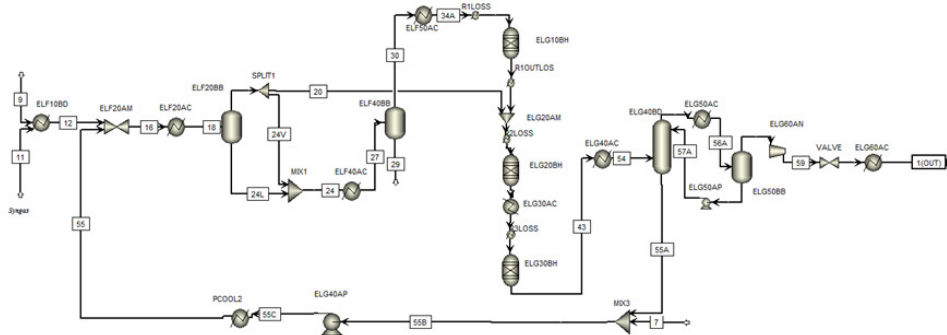 ELF50AC
34A
R1LOSS
30
ELG10BH
ELF20BB
SPLIT1
R1OUTLOS
9
ELF10BD
ELF20AM
ELF20AC
20
ELF40BB
ELG40BD
ELG50AC
12
16
18
24V
27
ELG20AM
56A
ELG60AN
2LOSS
ELG40AC
54
57A
59
VALVE
ELG60AC
1(OUT)
11
MIX1
ELF40AC
29
ELG20BH
24L
24
ELG50AP
ELG50BB
Syngas
55
ELG30AC
43
3LOSS
55A
ELG30BH
PCOOL2
ELG40AP
MIX3
55C
55B
7